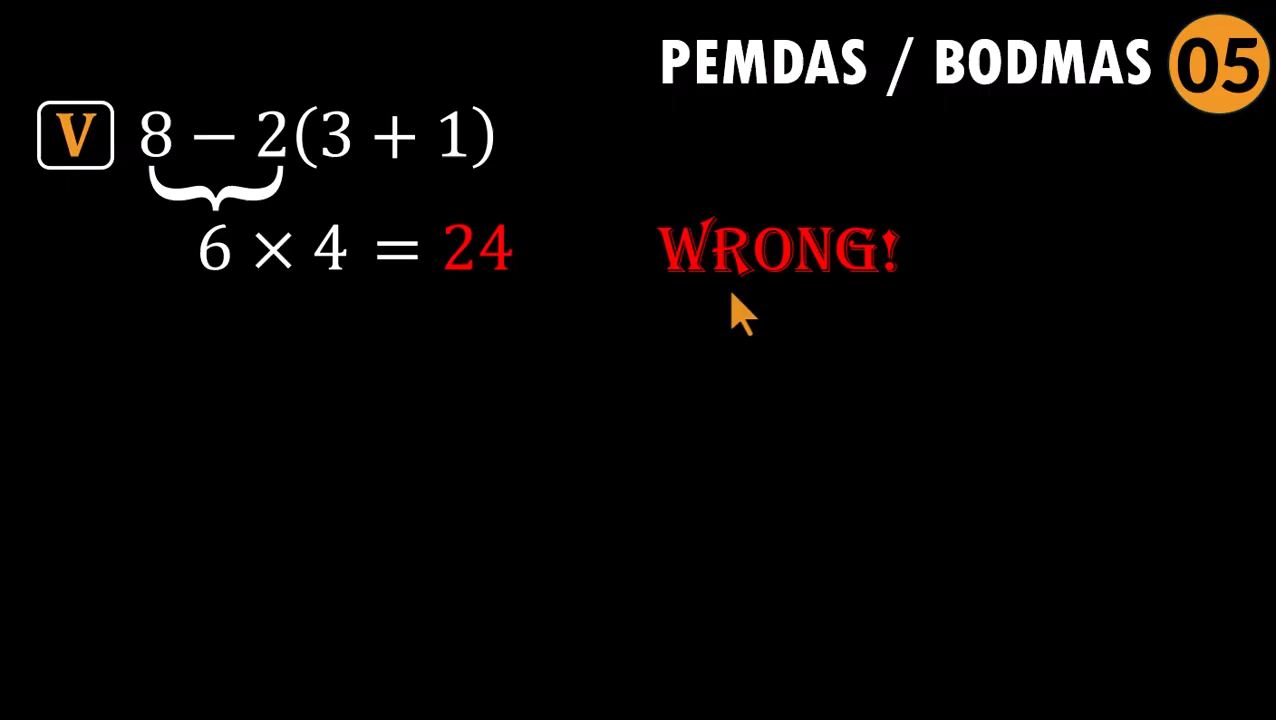 PEMDAS / BODMAS 05
V 8 − 2(3 + 1)
6 × 4 = 24
WRONG!